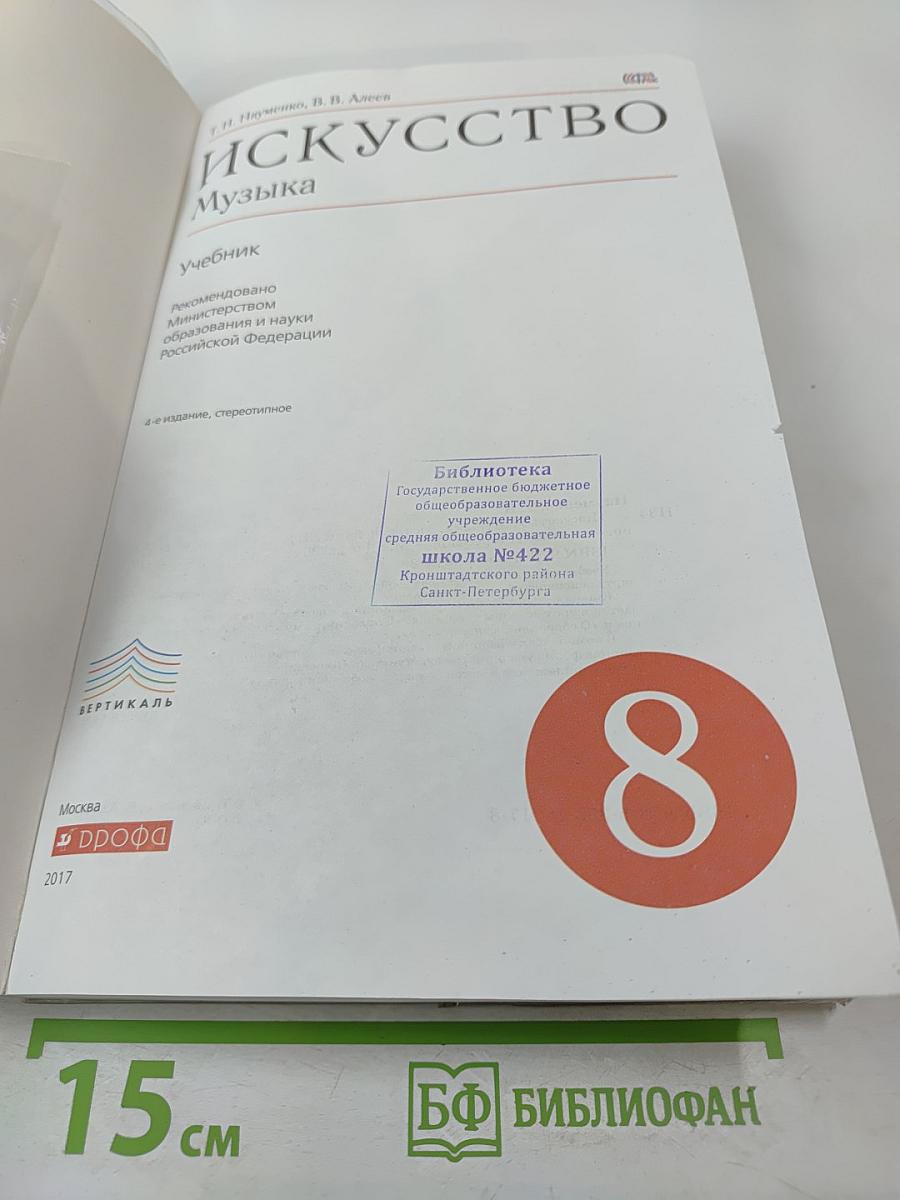 Т. И. Науменко, В. В. Алеев
ИСКУССТВО
Музыка
Учебник
Рекомендовано
Министерством
образования и науки
Российской Федерации
4-е издание, стереотипное
Библиотека
Государственное бюджетное
общеобразовательное
учреждение
средняя общеобразовательная
школа №422
Кронштадтского района
Санкт-Петербурга
ВЕРТИКАЛЬ
8
Москва
ДРОФА
2017
15 см
БФ БИБЛИОФАН